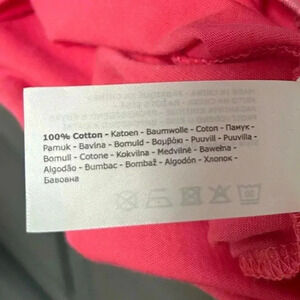 100% Cotton - Katoen - Baumwolle - Coton - Памук -
Pamuk - Bavlna - Bomuld - Βαμβάκι - Puuvill - Puuvilla -
Bomull - Cotone - Kokvilna - Medvilnė - Bawełna -
Algodão - Bumbac - Bombaž - Algodón - Хлопок -
Бавовна